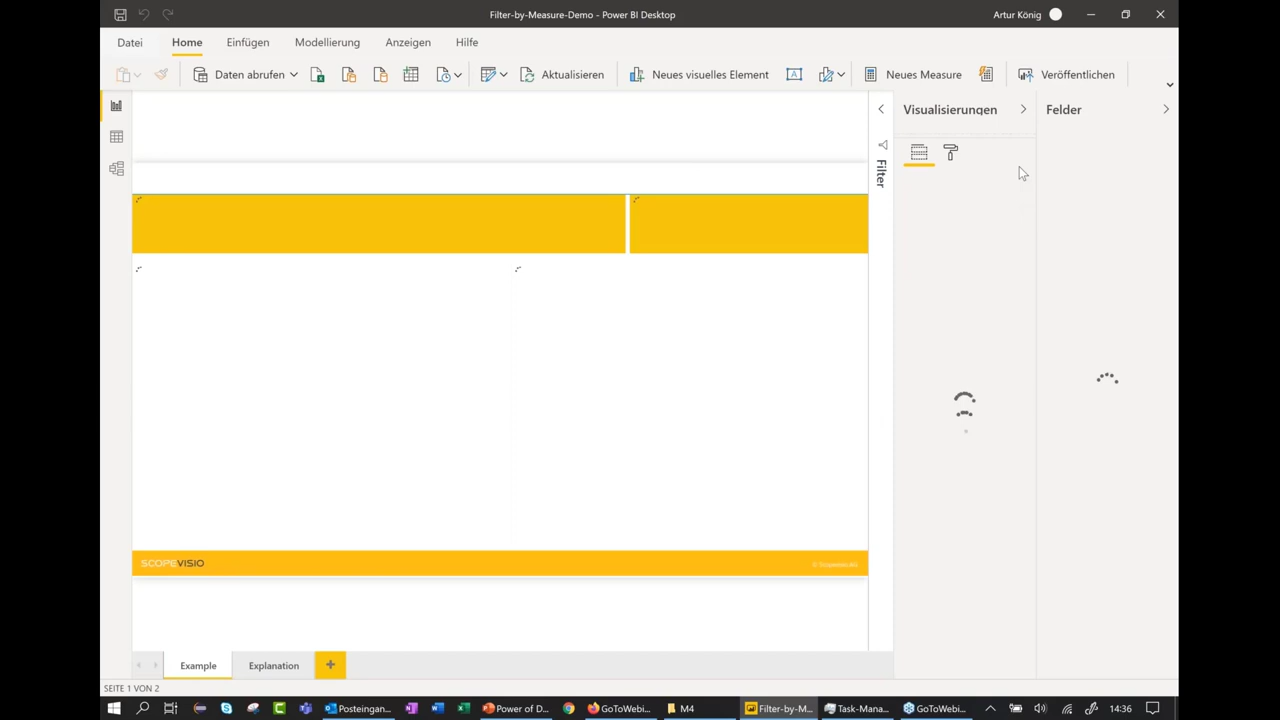 Filter-by-Measure-Demo - Power BI Desktop
Artur König
Datei
Home
Einfügen
Modellierung
Anzeigen
Hilfe
Daten abrufen
Aktualisieren
Neues visuelles Element
Neues Measure
Veröffentlichen
Visualisierungen
Felder
Filter
SCOPEVISIO
Example
Explanation
SEITE 1 VON 2
Posteingan...
Power of D...
GoToWebi...
M4
Filter-by-M...
Task-Mana...
GoToWebi...
14:36